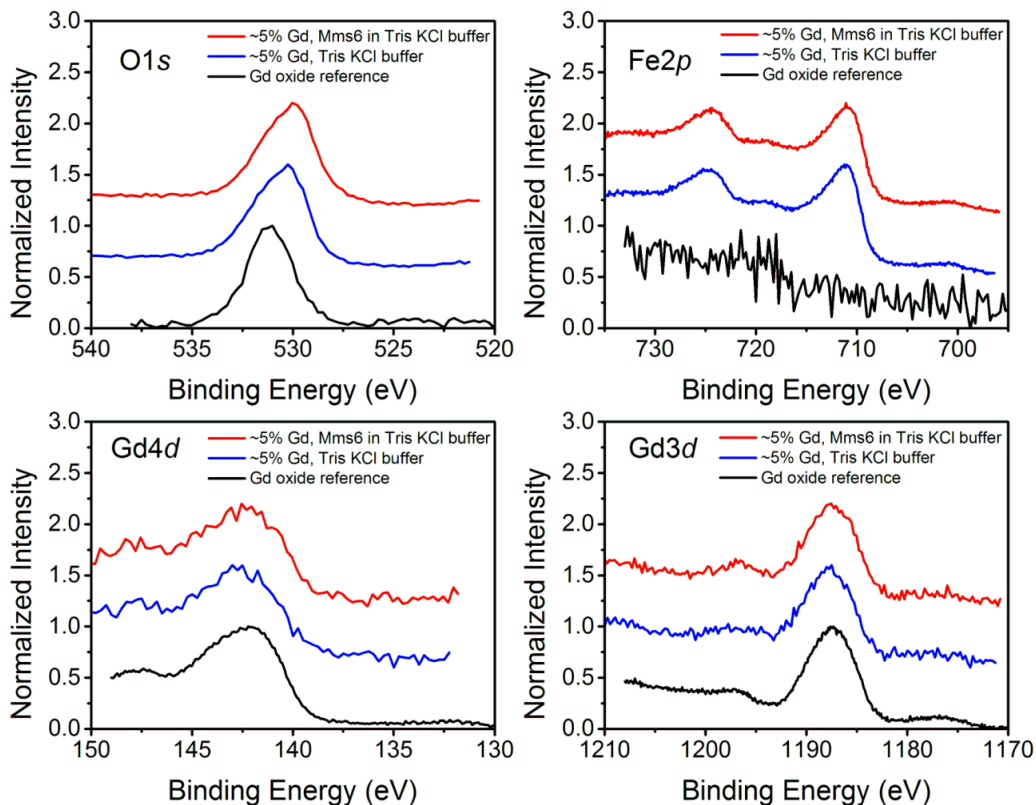 3.0
2.5
2.0
1.5
1.0
0.5
0.0
Normalized Intensity
O1s
~5% Gd, Mms6 in Tris KCl buffer
~5% Gd, Tris KCl buffer
Gd oxide reference
540 535 530 525 520
Binding Energy (eV)
3.0
2.5
2.0
1.5
1.0
0.5
0.0
Normalized Intensity
Fe2p
~5% Gd, Mms6 in Tris KCl buffer
~5% Gd, Tris KCl buffer
Gd oxide reference
730 720 710 700
Binding Energy (eV)
3.0
2.5
2.0
1.5
1.0
0.5
0.0
Normalized Intensity
Gd4d
~5% Gd, Mms6 in Tris KCl buffer
~5% Gd, Tris KCl buffer
Gd oxide reference
150 145 140 135 130
Binding Energy (eV)
3.0
2.5
2.0
1.5
1.0
0.5
0.0
Normalized Intensity
Gd3d
~5% Gd, Mms6 in Tris KCl buffer
~5% Gd, Tris KCl buffer
Gd oxide reference
1210 1200 1190 1180 1170
Binding Energy (eV)